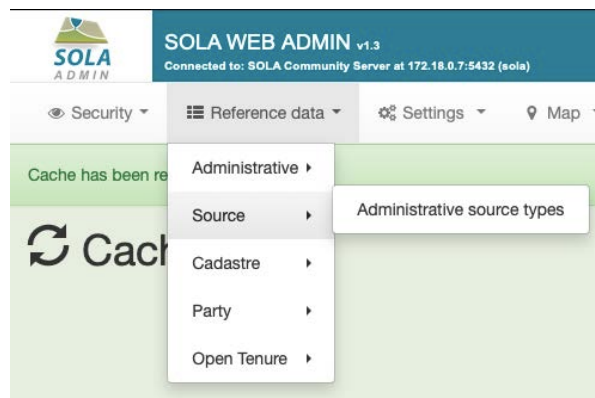 SOLA
ADMIN
SOLA WEB ADMIN v1.3
Connected to: SOLA Community Server at 172.18.0.7:5432 (sola)
Security
Reference data
Settings
Map
Cache has been re
Administrative
Source
Administrative source types
Cach
Cadastre
Party
Open Tenure